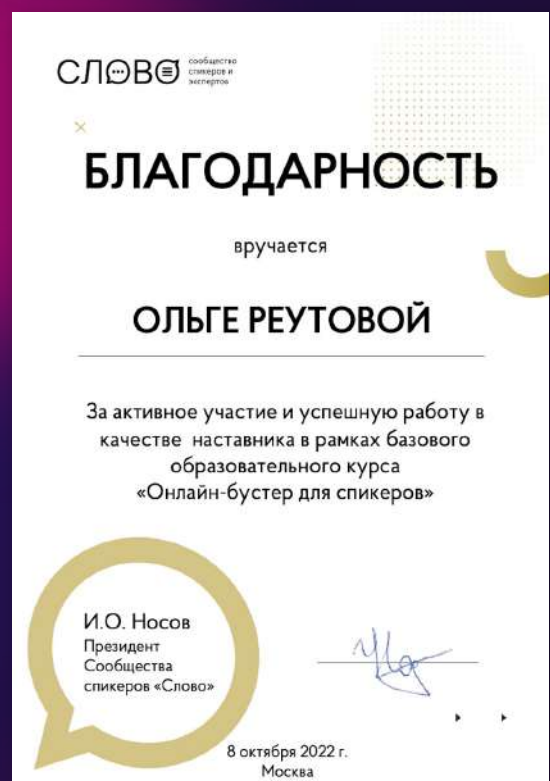 СЛОВО
сообщество
спикеров и
экспертов
БЛАГОДАРНОСТЬ
вручается
ОЛЬГЕ РЕУТОВОЙ
За активное участие и успешную работу в
качестве наставника в рамках базового
образовательного курса
«Онлайн-бустер для спикеров»
И.О. Носов
Президент
Сообщества
спикеров «Слово»
8 октября 2022 г.
Москва